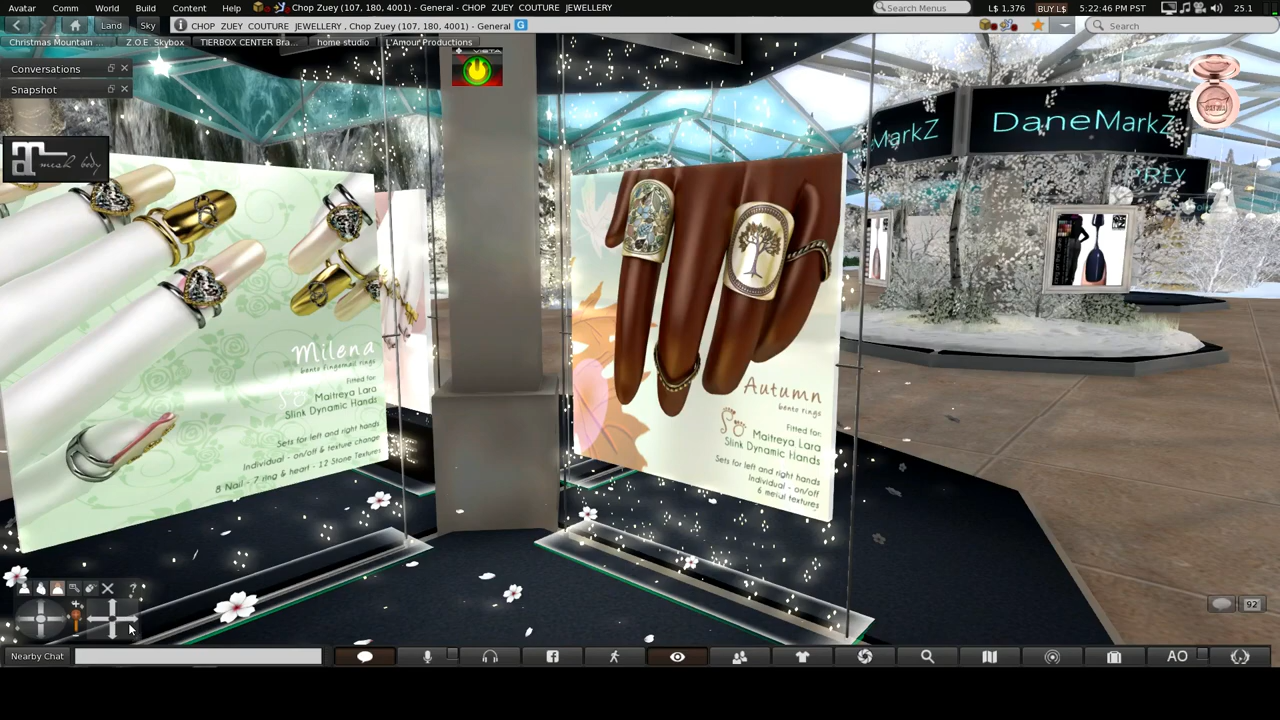 Avatar Comm World Build Content Help Chop Zuey (107, 180, 4001) - General - CHOP ZUEY COUTURE JEWELLERY Search Menus L$ 1,376 BUY L$ 5:22:46 PM PST 25.1
Land Sky CHOP ZUEY COUTURE JEWELLERY . Chop Zuey (107, 180, 4001) - General G Search
Christmas Mountain ... Z.O.E. Skybox TIERBOX CENTER Bra... home studio L'Amour Productions
VISTA
Conversations
Snapshot
mesh body
MarkZ
DaneMarkZ
Milena
bento fingernail rings
Fitted for:
Maitreya Lara
Slink Dynamic Hands
Sets for left and right hands
Individual - on/off & texture change
8 Nail - 7 ring & heart - 12 Stone Textures
Autumn
bento rings
Fitted for:
Maitreya Lara
Slink Dynamic Hands
Sets for left and right hands
Individual - on/off
6 metal textures
?
92
Nearby Chat
AO